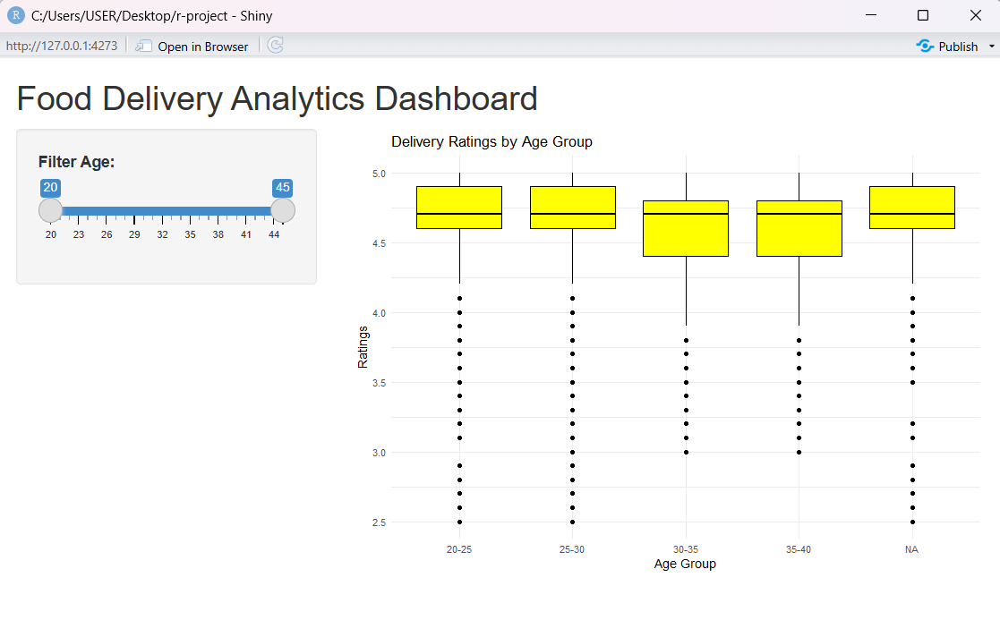 R C:/Users/USER/Desktop/r-project - Shiny
http://127.0.0.1:4273 Open in Browser Publish
Food Delivery Analytics Dashboard
Filter Age:
20 45
20 23 26 29 32 35 38 41 44
Delivery Ratings by Age Group
Ratings
5.0
4.5
4.0
3.5
3.0
2.5
20-25 25-30 30-35 35-40 NA
Age Group